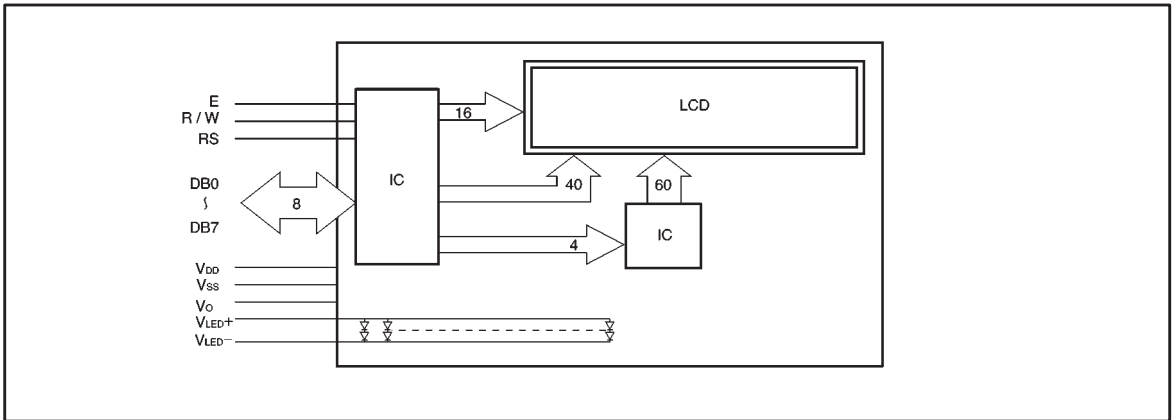 E
R / W
RS
DB0
~
DB7
8
VDD
VSS
VO
VLED+
VLED−
IC
16
LCD
40
60
4
IC